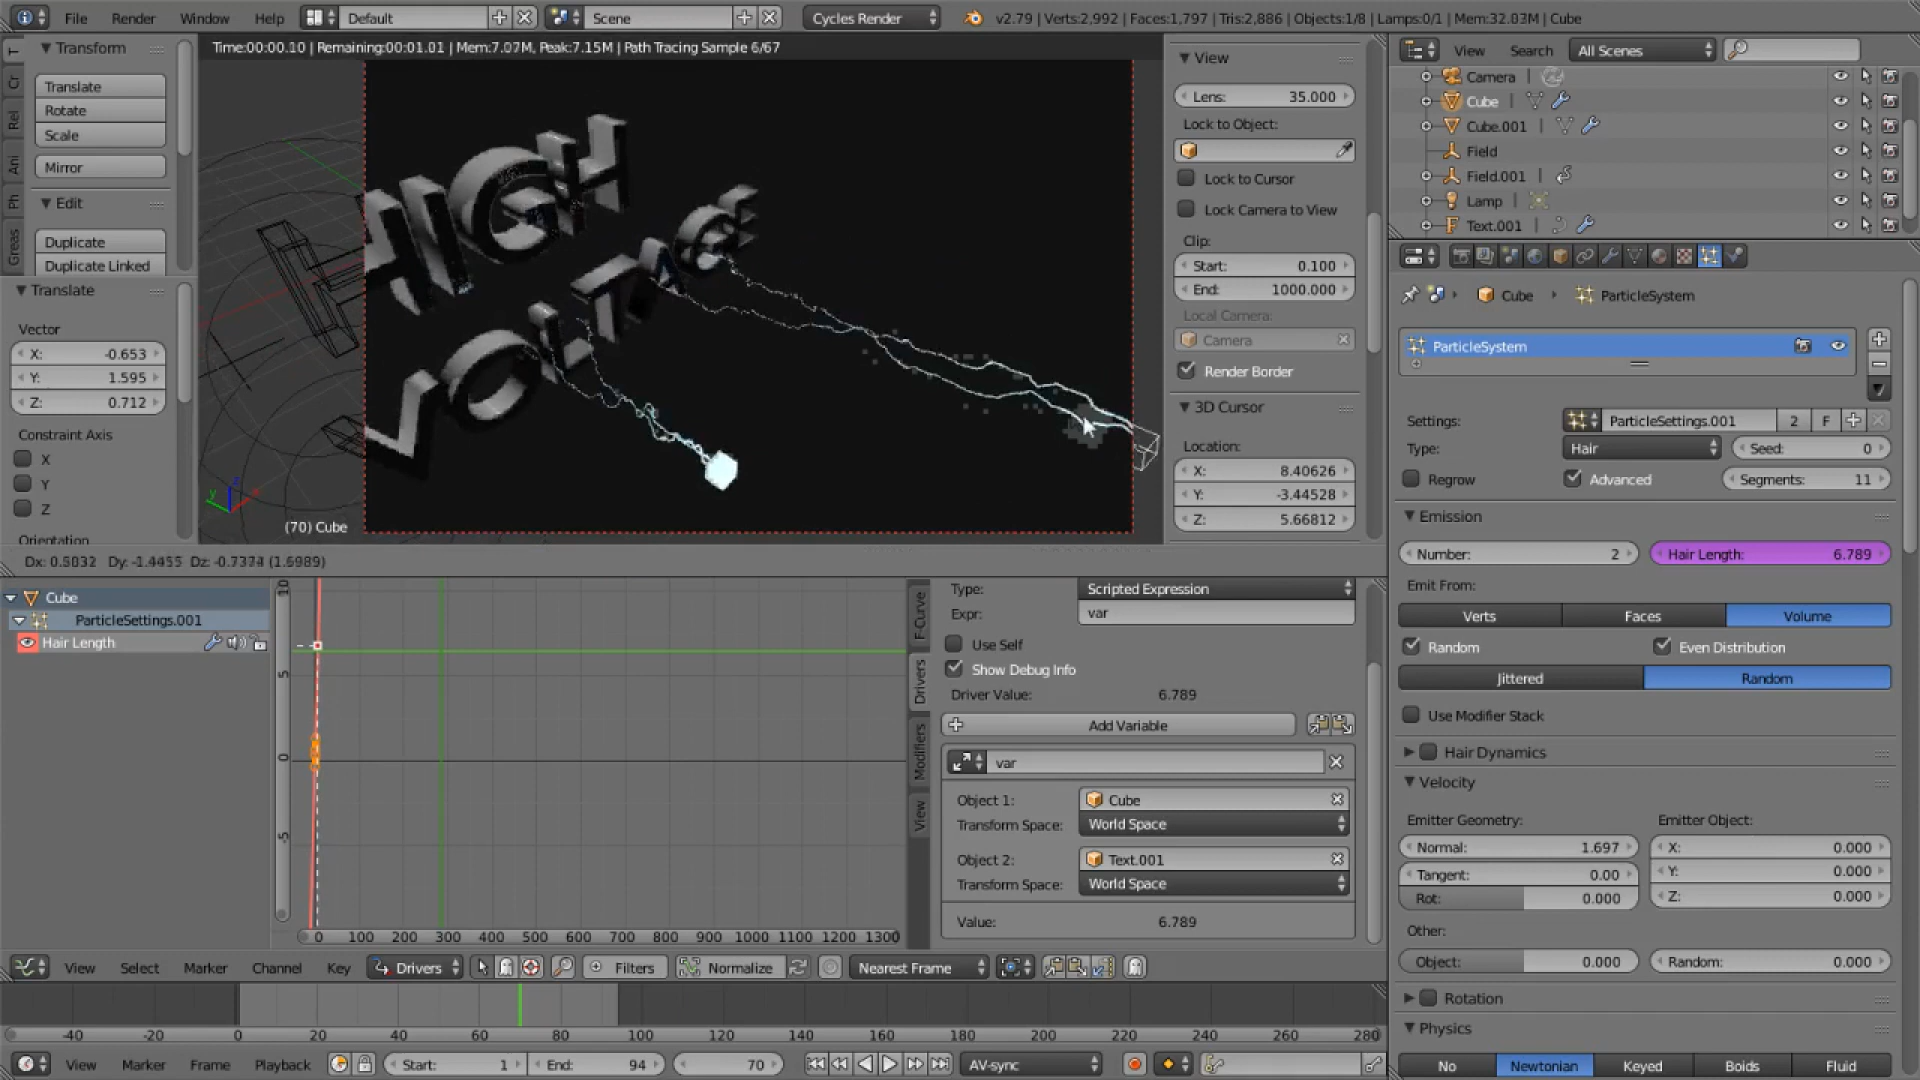 File Render Window Help Default Scene Cycles Render v2.79 | Verts:2,992 | Faces:1,797 | Tris:2,886 | Objects:1/8 | Lamps:0/1 | Mem:32.03M | Cube
Time:00:00.10 | Remaining:00:01.01 | Mem:7.07M, Peak:7.15M | Path Tracing Sample 6/67
Transform
Translate
Rotate
Scale
Mirror
Edit
Duplicate
Duplicate Linked
T
Cr
Rel
Ani
Ph
Greas
Translate
Vector
X: -0.653
Y: 1.595
Z: 0.712
Constraint Axis
X
Y
Z
Orientation
HIGH
VOLTAGE
(70) Cube
View
Lens: 35.000
Lock to Object:
Lock to Cursor
Lock Camera to View
Clip:
Start: 0.100
End: 1000.000
Local Camera:
Camera
Render Border
3D Cursor
Location:
X: 8.40626
Y: -3.44528
Z: 5.66812
View Search All Scenes
Camera
Cube
Cube.001
Field
Field.001
Lamp
Text.001
Cube ParticleSystem
ParticleSystem
Settings: ParticleSettings.001 2 F
Type: Hair Seed: 0
Regrow Advanced Segments: 11
Emission
Number: 2 Hair Length: 6.789
Emit From:
Verts Faces Volume
Random Even Distribution
Jittered Random
Use Modifier Stack
Hair Dynamics
Velocity
Emitter Geometry: Emitter Object:
Normal: 1.697 X: 0.000
Tangent: 0.00 Y: 0.000
Rot: 0.000 Z: 0.000
Other:
Object: 0.000 Random: 0.000
Rotation
Physics
No Newtonian Keyed Boids Fluid
Cube
ParticleSettings.001
Hair Length
10
5
0
-5
0 100 200 300 400 500 600 700 800 900 1000 1100 1200 1300
F-Curve
Drivers
Modifiers
View
Type: Scripted Expression
Expr: var
Use Self
Show Debug Info
Driver Value: 6.789
Add Variable
var
Object 1: Cube
Transform Space: World Space
Object 2: Text.001
Transform Space: World Space
Value: 6.789
View Select Marker Channel Key Drivers Filters Normalize Nearest Frame
-40 -20 0 20 40 60 80 100 120 140 160 180 200 220 240 260 280
View Marker Frame Playback Start: 1 End: 94 70 AV-sync